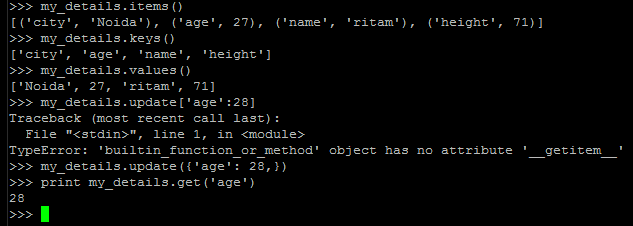 >>> my_details.items()
[('city', 'Noida'), ('age', 27), ('name', 'ritam'), ('height', 71)]
>>> my_details.keys()
['city', 'age', 'name', 'height']
>>> my_details.values()
['Noida', 27, 'ritam', 71]
>>> my_details.update['age':28]
Traceback (most recent call last):
  File "<stdin>", line 1, in <module>
TypeError: 'builtin_function_or_method' object has no attribute '__getitem__'
>>> my_details.update({'age': 28,})
>>> print my_details.get('age')
28
>>>